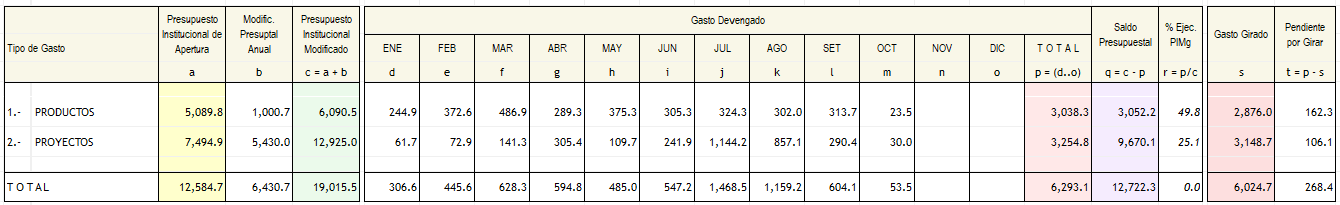 Tipo de Gasto Presupuesto Institucional de Apertura a Modific. Presuptal Anual b Presupuesto Institucional Modificado c = a + b Gasto Devengado Saldo Presupuestal q = c - p % Ejec. PIMg r = p/c Gasto Girado s Pendiente por Girar t = p - s
ENE FEB MAR ABR MAY JUN JUL AGO SET OCT NOV DIC T O T A L
d e f g h i j k l m n o p = (d..o)
1.- PRODUCTOS 5,089.8 1,000.7 6,090.5 244.9 372.6 486.9 289.3 375.3 305.3 324.3 302.0 313.7 23.5 3,038.3 3,052.2 49.8 2,876.0 162.3
2.- PROYECTOS 7,494.9 5,430.0 12,925.0 61.7 72.9 141.3 305.4 109.7 241.9 1,144.2 857.1 290.4 30.0 3,254.8 9,670.1 25.1 3,148.7 106.1
T O T A L 12,584.7 6,430.7 19,015.5 306.6 445.6 628.3 594.8 485.0 547.2 1,468.5 1,159.2 604.1 53.5 6,293.1 12,722.3 0.0 6,024.7 268.4